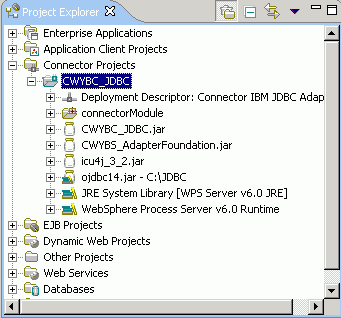 Project Explorer
Enterprise Applications
Application Client Projects
Connector Projects
CWYBC_JDBC
Deployment Descriptor: Connector IBM JDBC Adap
connectorModule
CWYBC_JDBC.jar
CWYBS_AdapterFoundation.jar
icu4j_3_2.jar
ojdbc14.jar - C:\JDBC
JRE System Library [WPS Server v6.0 JRE]
WebSphere Process Server v6.0 Runtime
EJB Projects
Dynamic Web Projects
Other Projects
Web Services
Databases